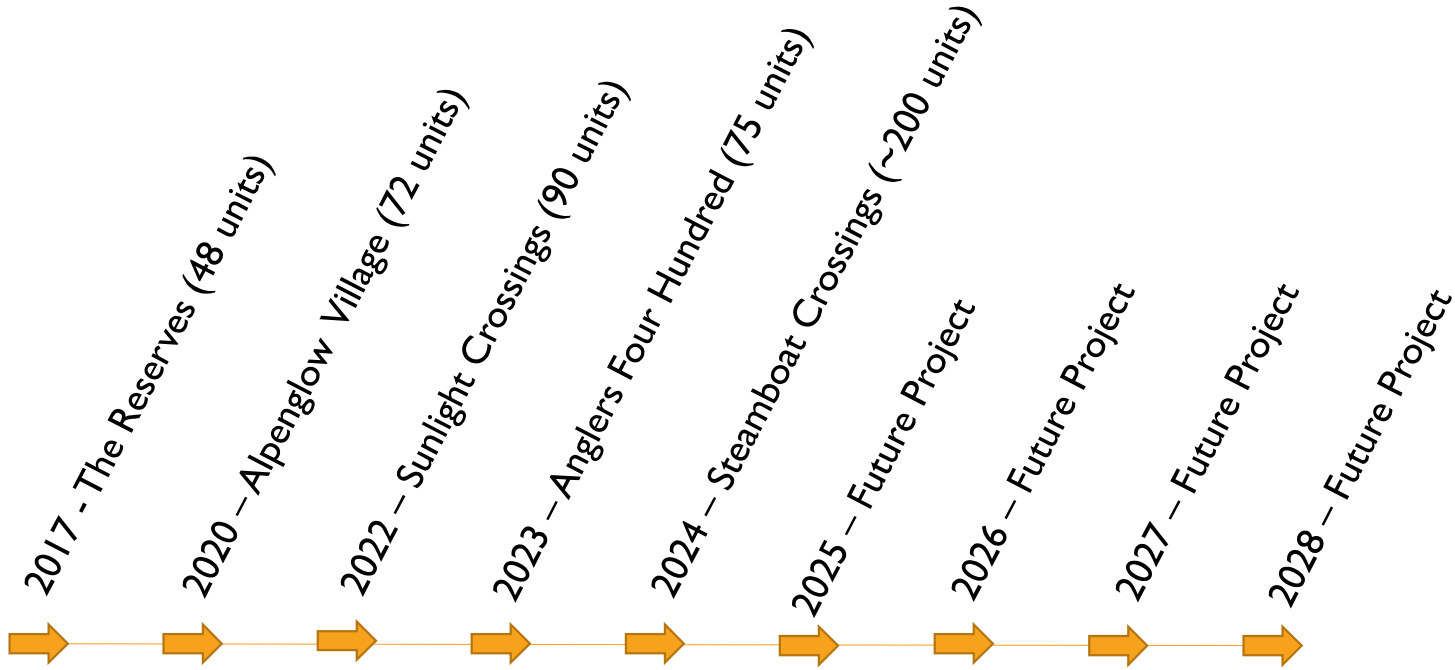 2017 - The Reserves (48 units)
2020 – Alpenglow Village (72 units)
2022 – Sunlight Crossings (90 units)
2023 – Anglers Four Hundred (75 units)
2024 – Steamboat Crossings (~200 units)
2025 – Future Project
2026 – Future Project
2027 – Future Project
2028 – Future Project